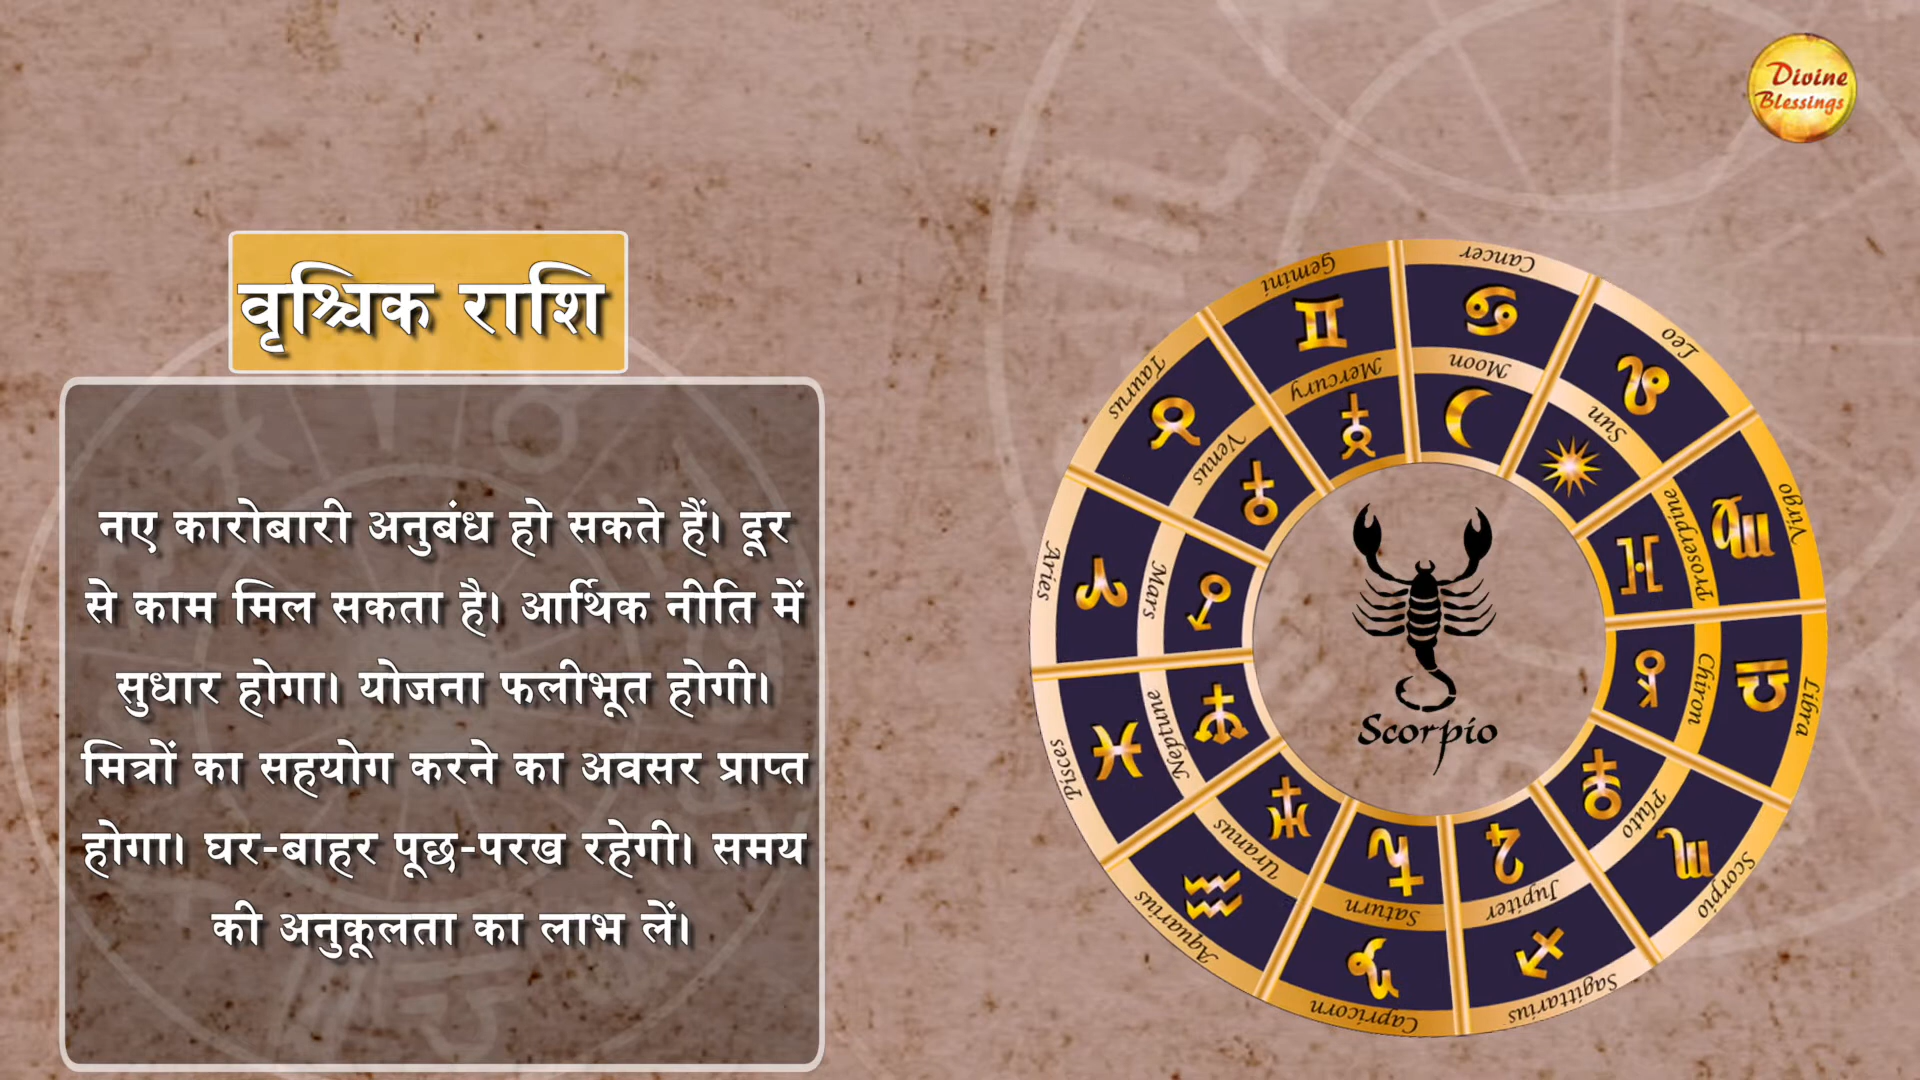 Divine
Blessings
वृश्चिक राशि
नए कारोबारी अनुबंध हो सकते हैं। दूर
से काम मिल सकता है। आर्थिक नीति में
सुधार होगा। योजना फलीभूत होगी।
मित्रों का सहयोग करने का अवसर प्राप्त
होगा। घर-बाहर पूछ-परख रहेगी। समय
की अनुकूलता का लाभ लें।
Cancer
Leo
Virgo
Libra
Scorpio
Sagittarius
Capricorn
Aquarius
Pisces
Aries
Taurus
Gemini
Moon
Sun
Proserpine
Chiron
Pluto
Jupiter
Saturn
Uranus
Neptune
Mars
Venus
Mercury
Scorpio